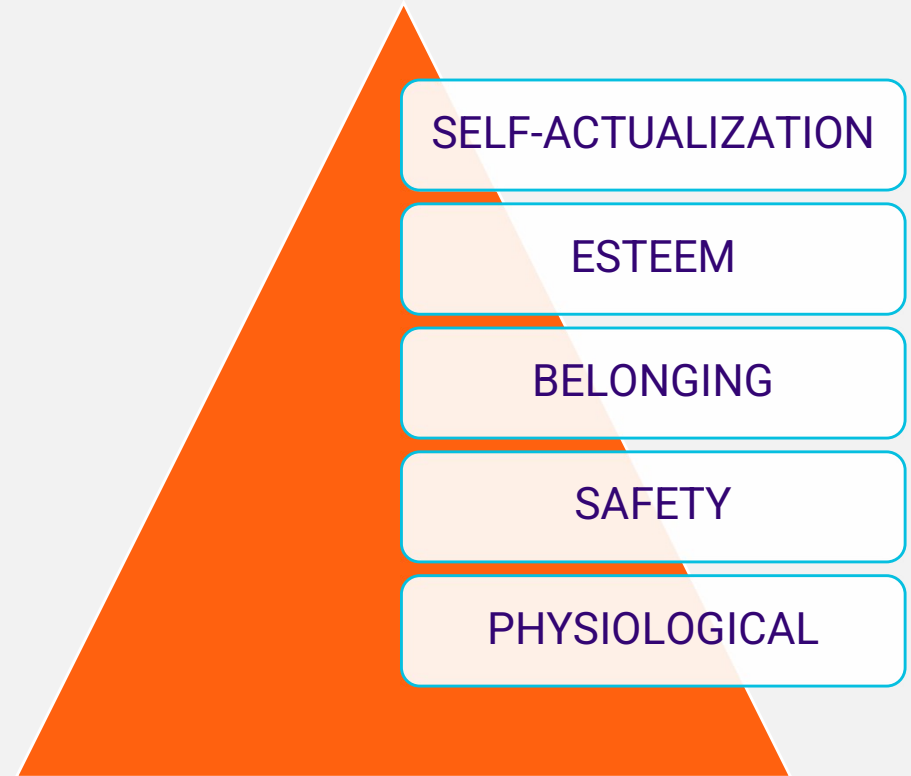 SELF-ACTUALIZATION
ESTEEM
BELONGING
SAFETY
PHYSIOLOGICAL